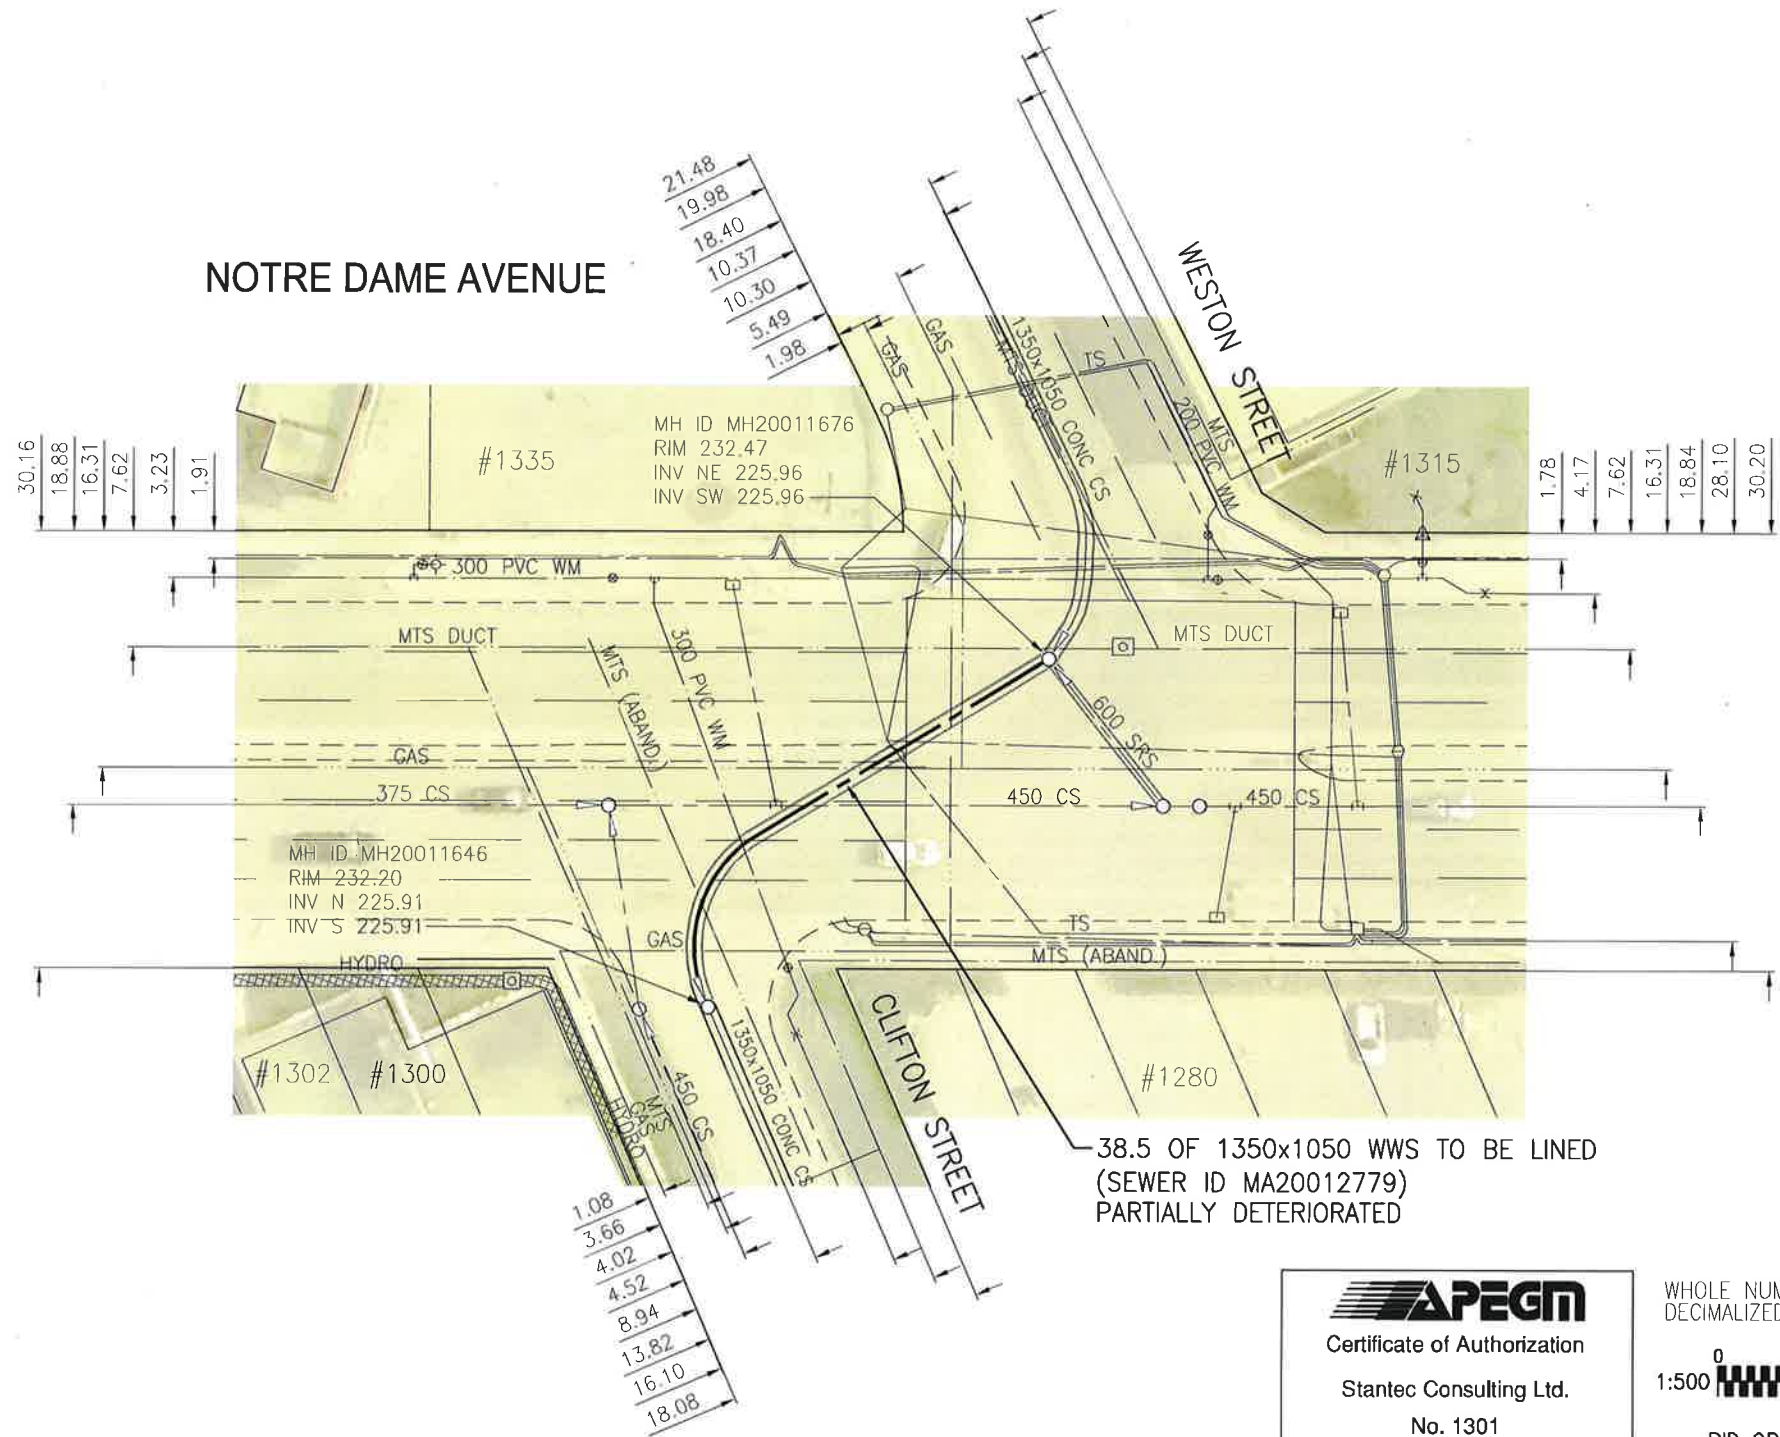 21.48
19.98
18.40
10.37
10.30
5.49
1.98
NOTRE DAME AVENUE
WESTON STREET
GAS
GAS
1350x1050 CONC CS
MTS DUCT
TS
MTS
200 PVC WM
30.16
18.88
16.31
7.62
3.23
1.91
#1335
MH ID MH20011676
RIM 232.47
INV NE 225.96
INV SW 225.96
#1315
1.78
4.17
7.62
16.31
18.84
28.10
30.20
300 PVC WM
MTS DUCT
MTS (ABAND.)
300 PVC WM
MTS DUCT
600 SRS
GAS
375 CS
450 CS
450 CS
MH ID MH20011646
RIM 232.20
INV N 225.91
INV S 225.91
GAS
TS
MTS (ABAND.)
HYDRO
#1302
#1300
HYDRO
GAS
MTS
450 CS
1350x1050 CONC CS
CLIFTON STREET
#1280
38.5 OF 1350x1050 WWS TO BE LINED
(SEWER ID MA20012779)
PARTIALLY DETERIORATED
1.08
3.66
4.02
4.52
8.94
13.82
16.10
18.08
APEGM
Certificate of Authorization
Stantec Consulting Ltd.
No. 1301
WHOLE NUM
DECIMALIZED
0
1:500